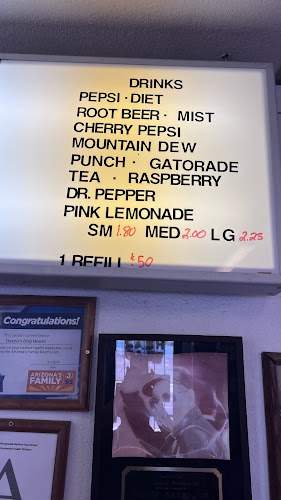 DRINKS
PEPSI · DIET
ROOT BEER · MIST
CHERRY PEPSI
MOUNTAIN DEW
PUNCH · GATORADE
TEA · RASPBERRY
DR. PEPPER
PINK LEMONADE
SM 1.80 MED 2.00 LG 2.25
1 REFILL $.50
Congratulations!
ARIZONA'S
FAMILY